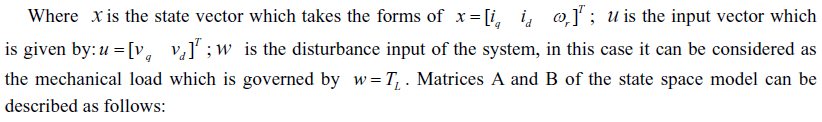 Where x is the state vector which takes the forms of x = [i_q i_d ω_r]^T ; u is the input vector which
is given by: u = [v_q v_d]^T ; w is the disturbance input of the system, in this case it can be considered as
the mechanical load which is governed by w = T_L . Matrices A and B of the state space model can be
described as follows: